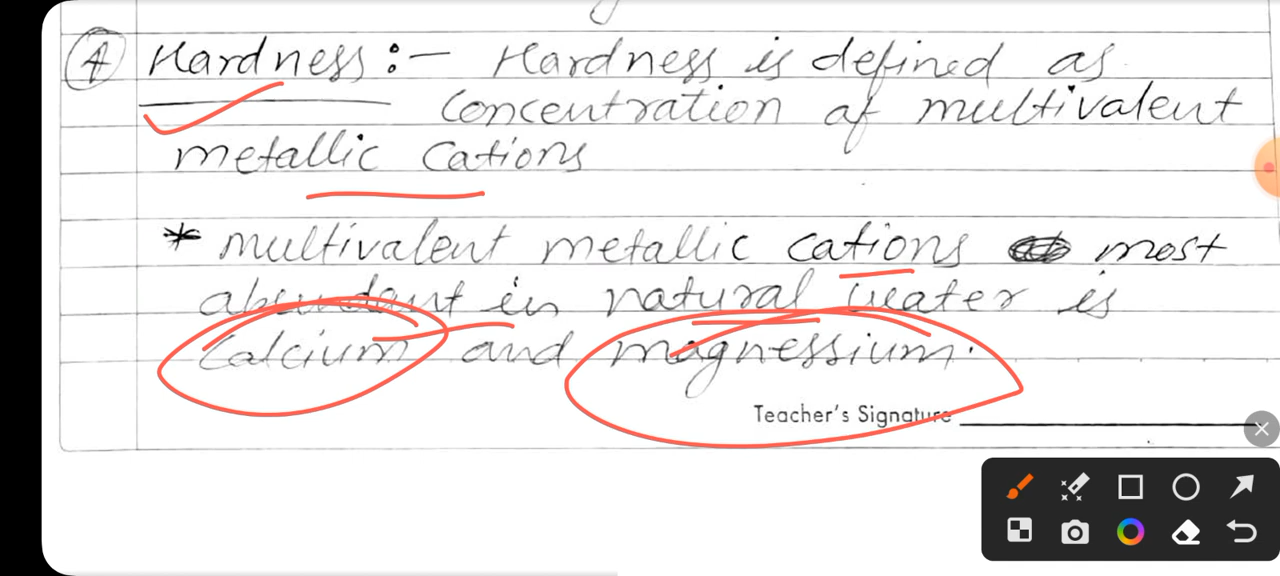 4 Hardness :- Hardness is defined as
concentration of multivalent
metallic cations
* multivalent metallic cations most
abundant in natural water is
Calcium and magnessium.
Teacher's Signature